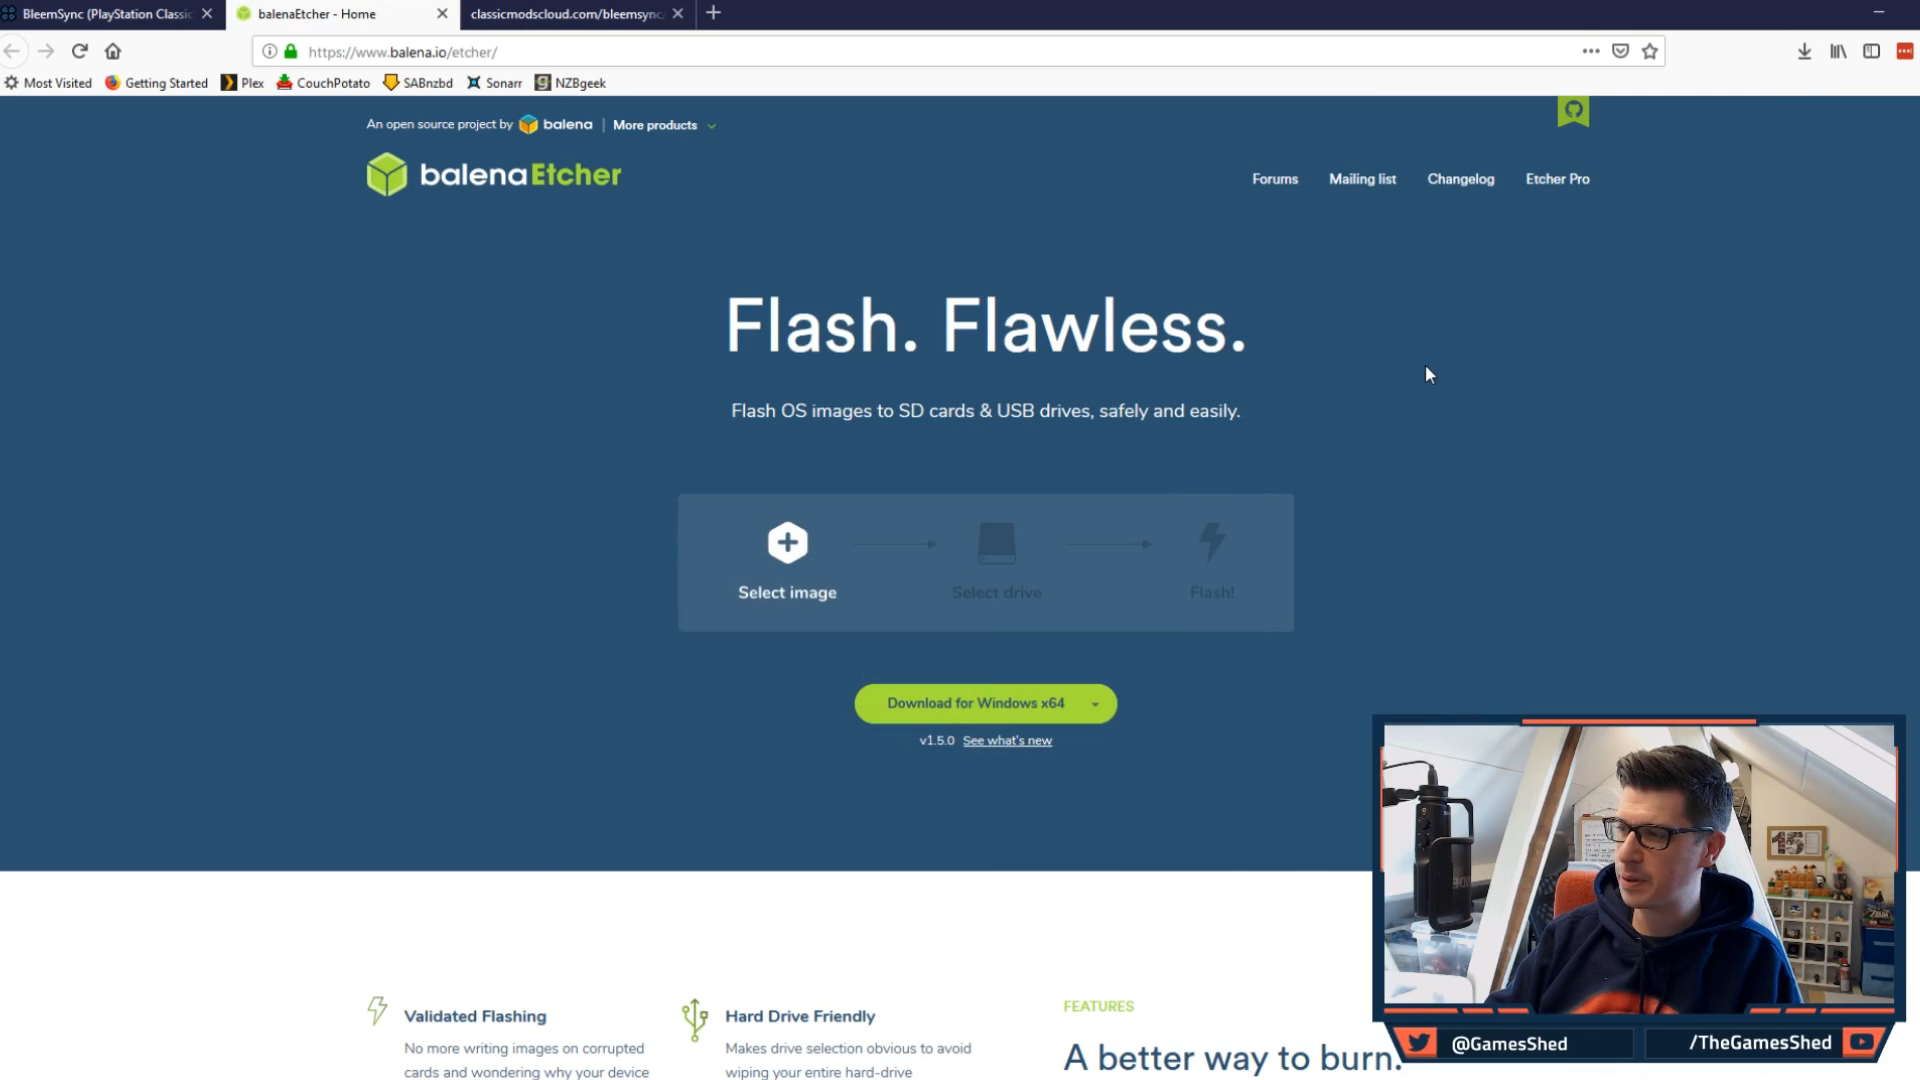 BleemSync (PlayStation Classic
balenaEtcher - Home
classicmodscloud.com/bleemsync
https://www.balena.io/etcher/
Most Visited
Getting Started
Plex
CouchPotato
SABnzbd
Sonarr
NZBgeek
An open source project by balena | More products
balenaEtcher
Forums
Mailing list
Changelog
Etcher Pro
Flash. Flawless.
Flash OS images to SD cards & USB drives, safely and easily.
Select image
Select drive
Flash!
Download for Windows x64
v1.5.0 See what's new
Validated Flashing
No more writing images on corrupted
cards and wondering why your device
Hard Drive Friendly
Makes drive selection obvious to avoid
wiping your entire hard-drive
FEATURES
A better way to burn.
@GamesShed
/TheGamesShed